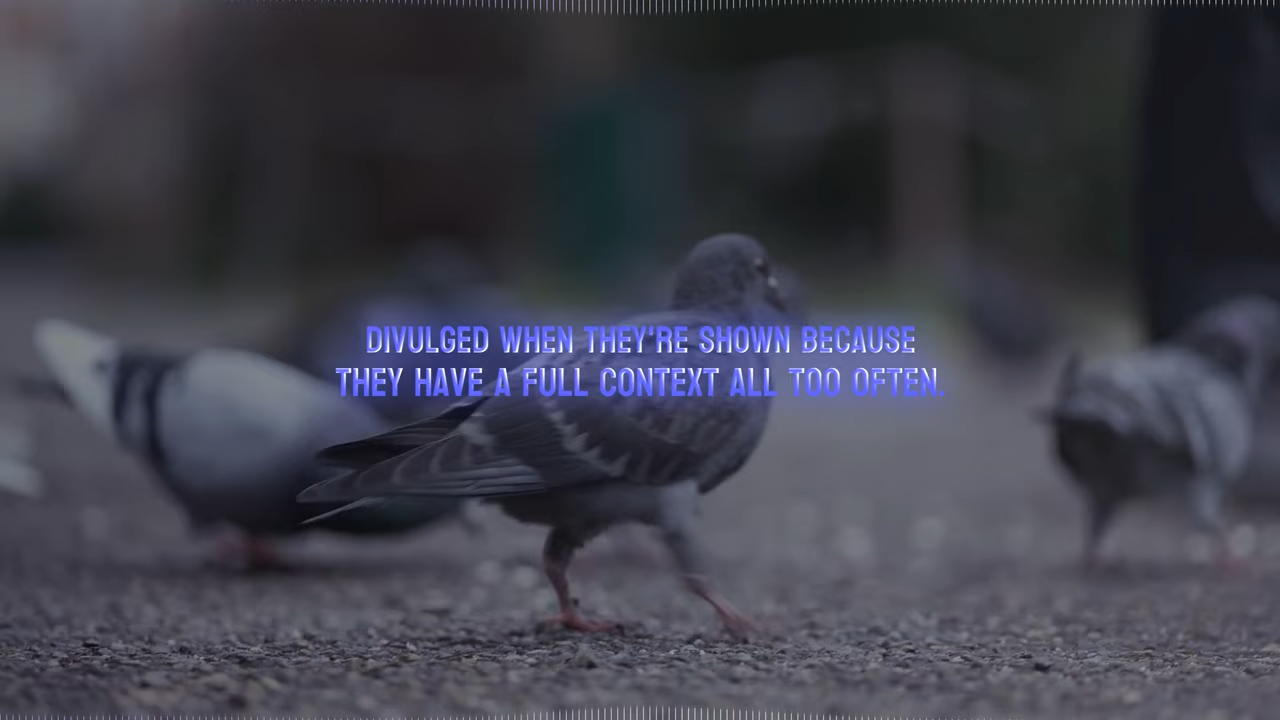 DIVULGED WHEN THEY'RE SHOWN BECAUSE
THEY HAVE A FULL CONTEXT ALL TOO OFTEN.